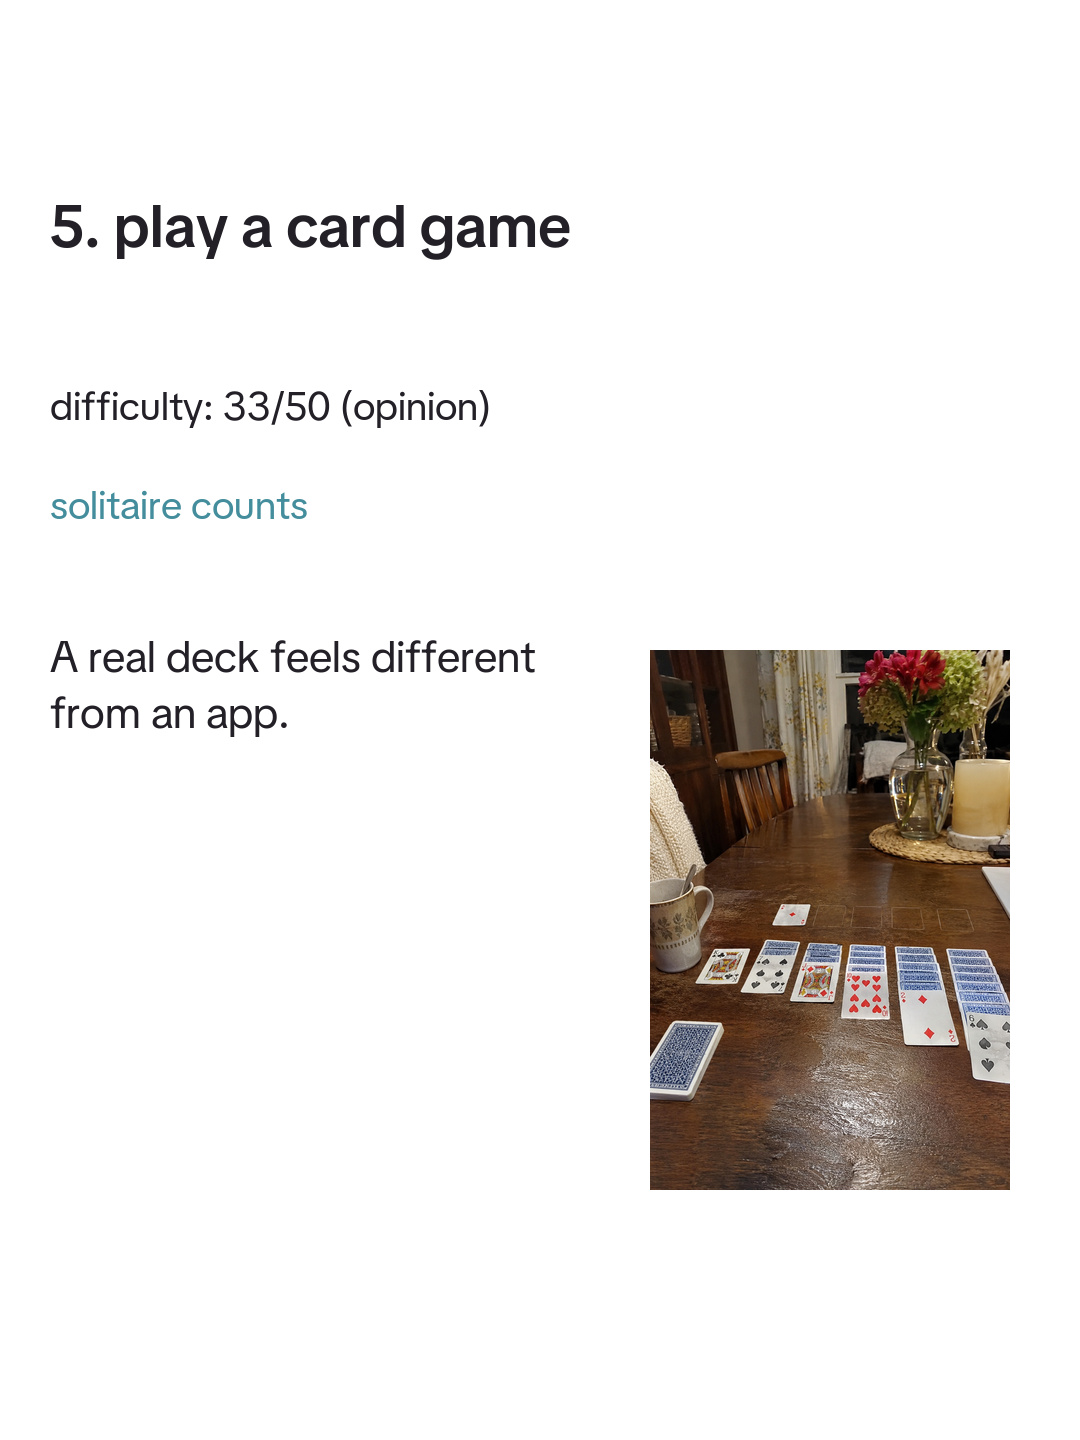 5. play a card game
difficulty: 33/50 (opinion)
solitaire counts
A real deck feels different
from an app.